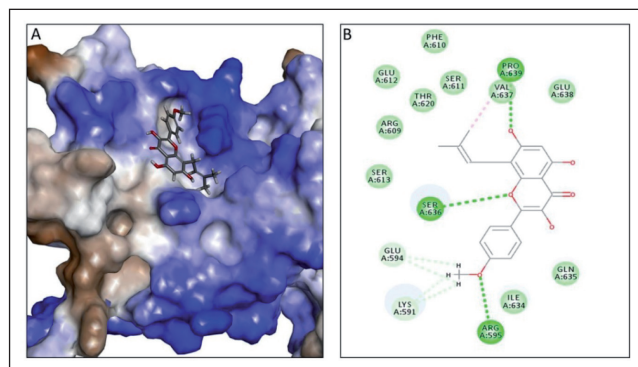 A
B
PHE
A:610
PRO
A:639
GLU
A:612
SER
A:611
VAL
A:637
GLU
A:638
THR
A:620
ARG
A:609
SER
A:613
SER
A:636
GLU
A:594
H
H
H
GLN
A:635
LYS
A:591
ILE
A:634
ARG
A:595